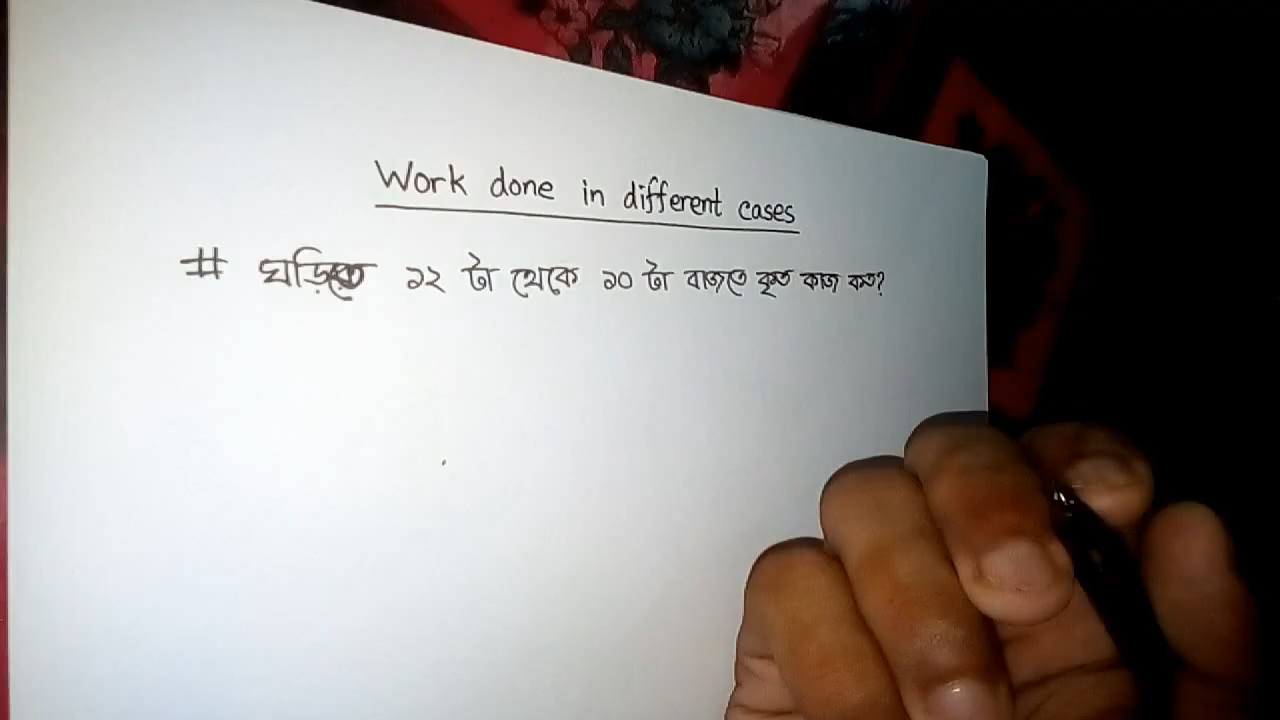 Work done in different cases
# ঘড়িতে ১২ টা থেকে ১০ টা বাজতে কৃত কাজ কত?